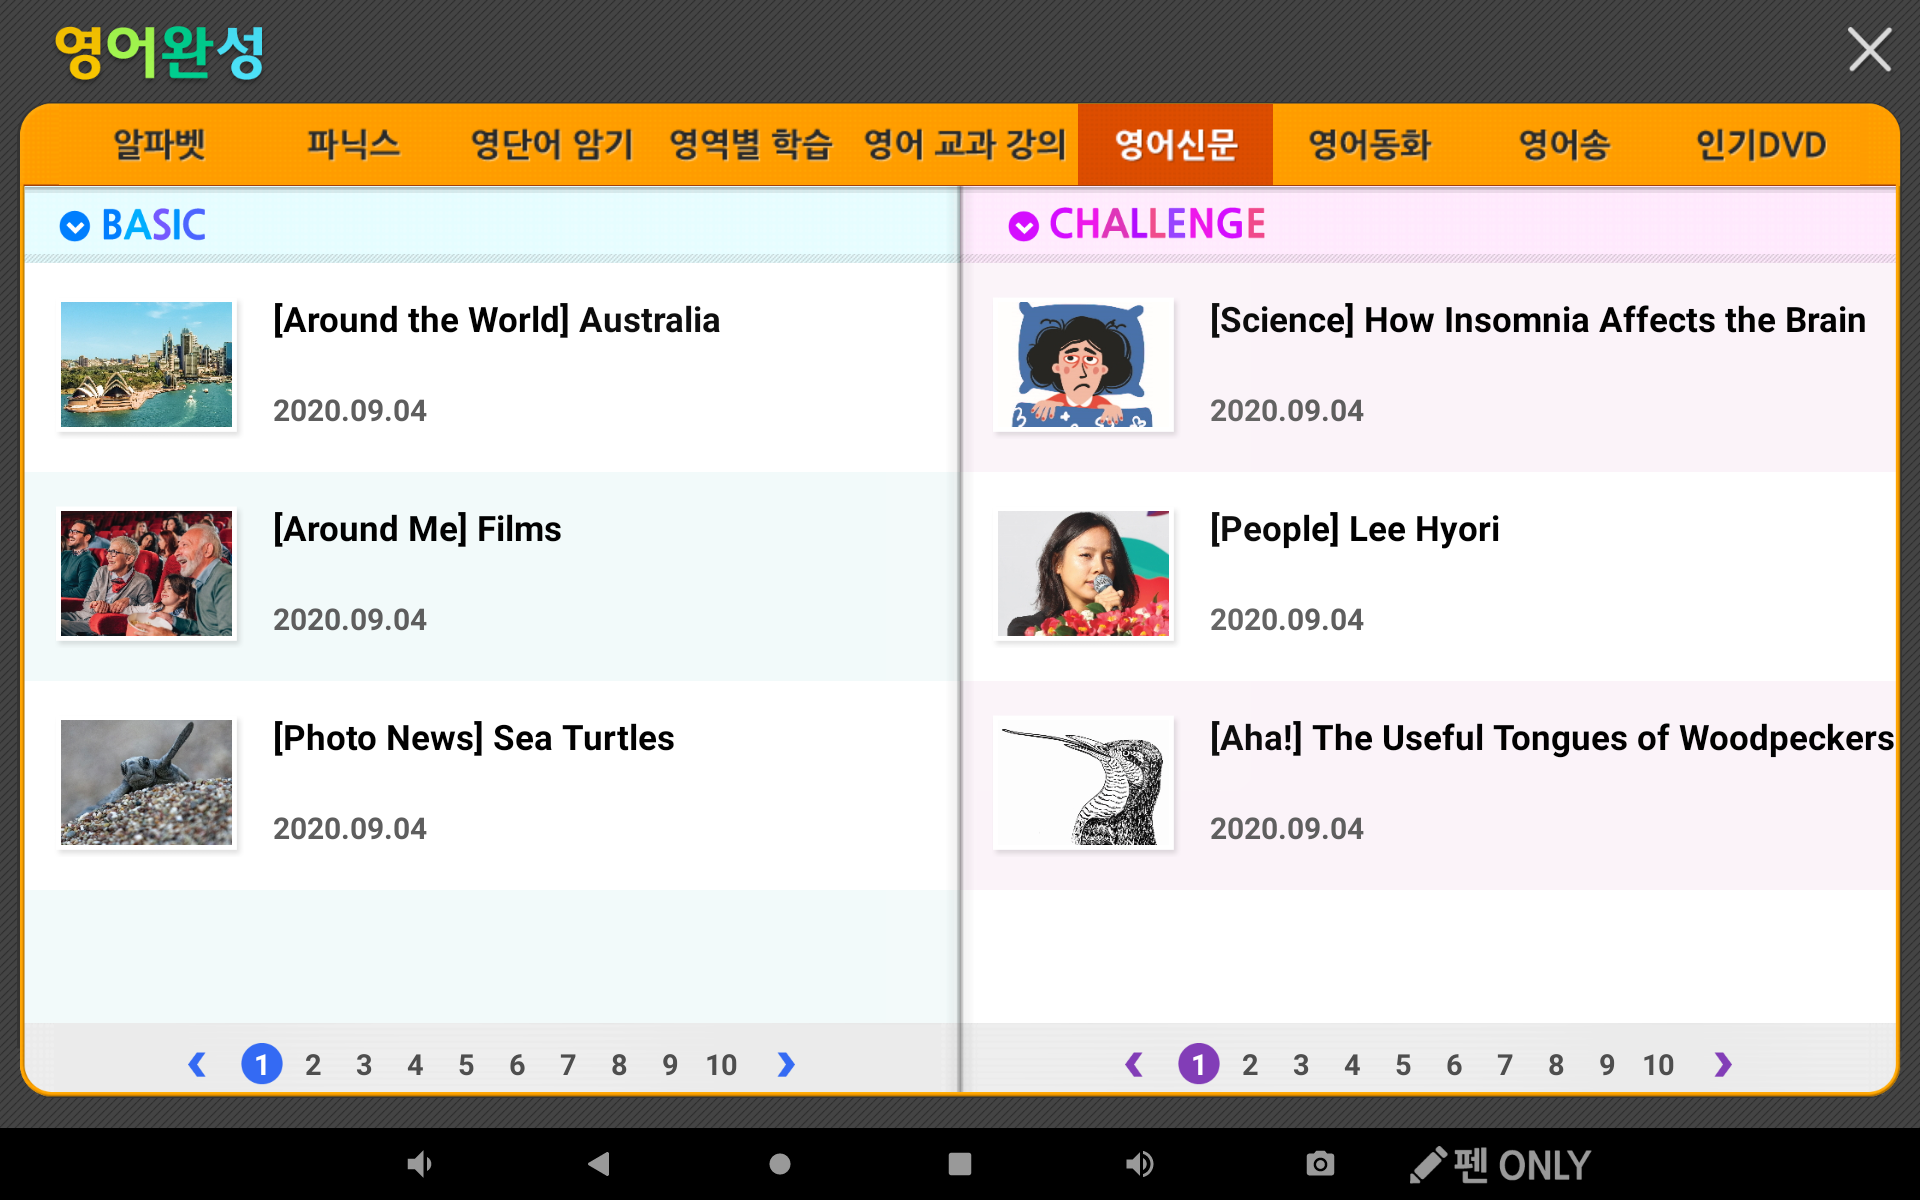 영어완성
알파벳 파닉스 영단어 암기 영역별 학습 영어 교과 강의 영어신문 영어동화 영어송 인기DVD
BASIC
[Around the World] Australia
2020.09.04
[Around Me] Films
2020.09.04
[Photo News] Sea Turtles
2020.09.04
1 2 3 4 5 6 7 8 9 10
CHALLENGE
[Science] How Insomnia Affects the Brain
2020.09.04
[People] Lee Hyori
2020.09.04
[Aha!] The Useful Tongues of Woodpeckers
2020.09.04
1 2 3 4 5 6 7 8 9 10
펜 ONLY